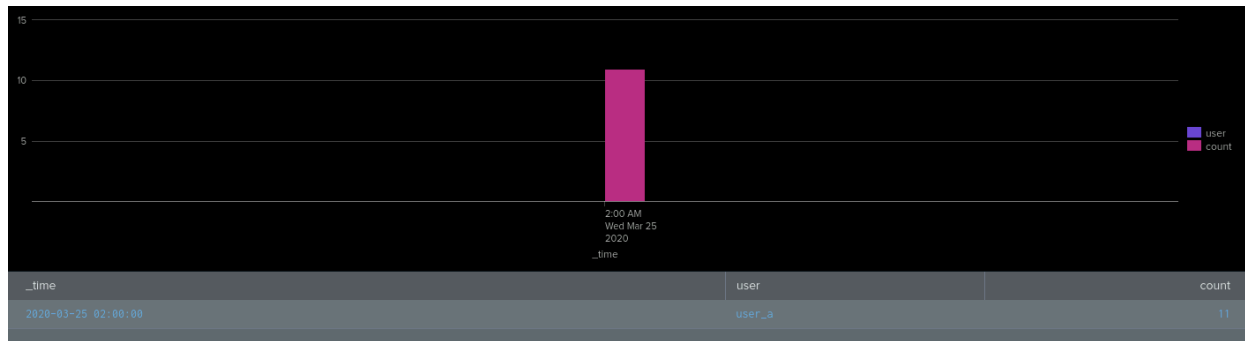 15
10
5
user
count
2:00 AM
Wed Mar 25
2020
_time
_time user count
2020-03-25 02:00:00 user_a 11